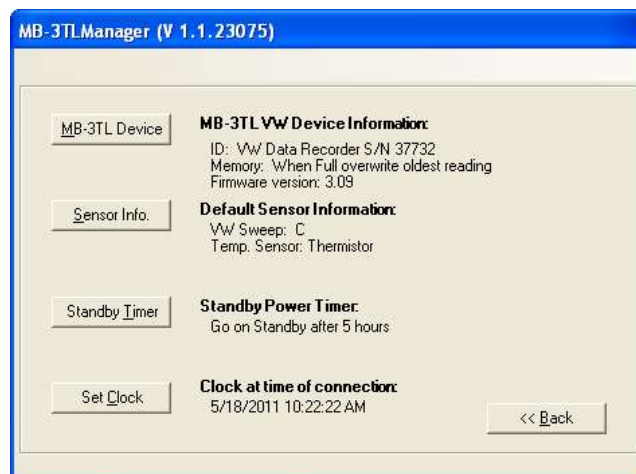 MB-3TLManager (V 1.1.23075)
MB-3TL Device
MB-3TL VW Device Information:
ID: VW Data Recorder S/N 37732
Memory: When Full overwrite oldest reading
Firmware version: 3.09
Sensor Info.
Default Sensor Information:
VW Sweep: C
Temp. Sensor: Thermistor
Standby Timer
Standby Power Timer:
Go on Standby after 5 hours
Set Clock
Clock at time of connection:
5/18/2011 10:22:22 AM
<< Back